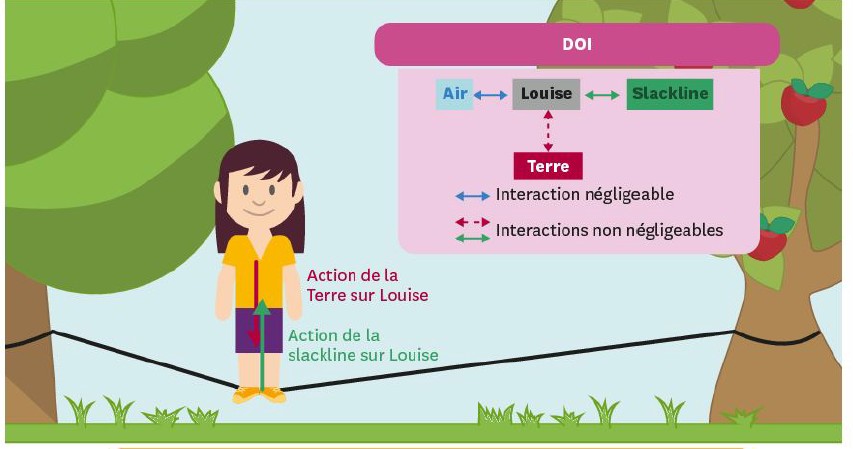 DOI
Air Louise Slackline
Terre
Interaction négligeable
Interactions non négligeables
Action de la
Terre sur Louise
Action de la
slackline sur Louise